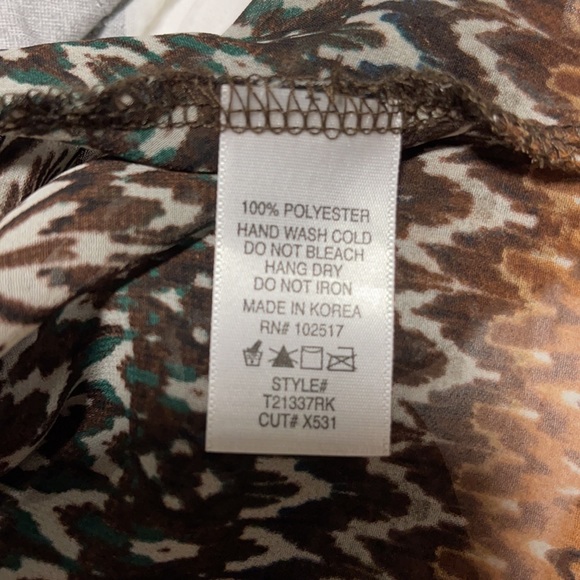 100% POLYESTER
HAND WASH COLD
DO NOT BLEACH
HANG DRY
DO NOT IRON
MADE IN KOREA
RN# 102517
STYLE#
T21337RK
CUT# X531